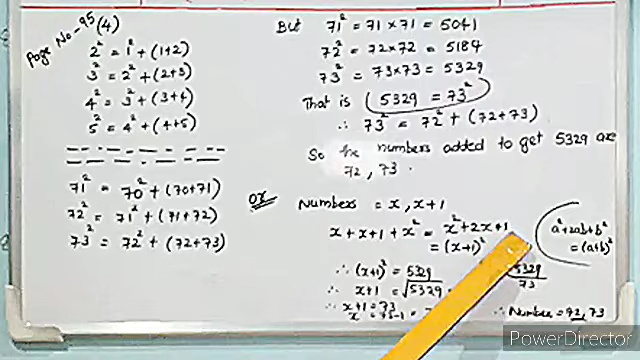 Page No-95 (4)
2² = 1² + (1+2)
3² = 2² + (2+3)
4² = 3² + (3+4)
5² = 4² + (4+5)
71² = 70² + (70+71)
72² = 71² + (71+72)
73² = 72² + (72+73)
But 71² = 71×71 = 5041
72² = 72×72 = 5184
73² = 73×73 = 5329
That is 5329 = 73²
∴ 73² = 72² + (72+73)
So the numbers added to get 5329 are
72, 73.
or Numbers = x, x+1
x + x+1 + x² = x²+2x+1
= (x+1)²
a²+2ab+b²
= (a+b)²
∴ (x+1)² = 5329
∴ x+1 = √5329 =
∴ x+1 = 73
x = 73-1 =
5329
73
∴ Number = 72, 73
PowerDirector